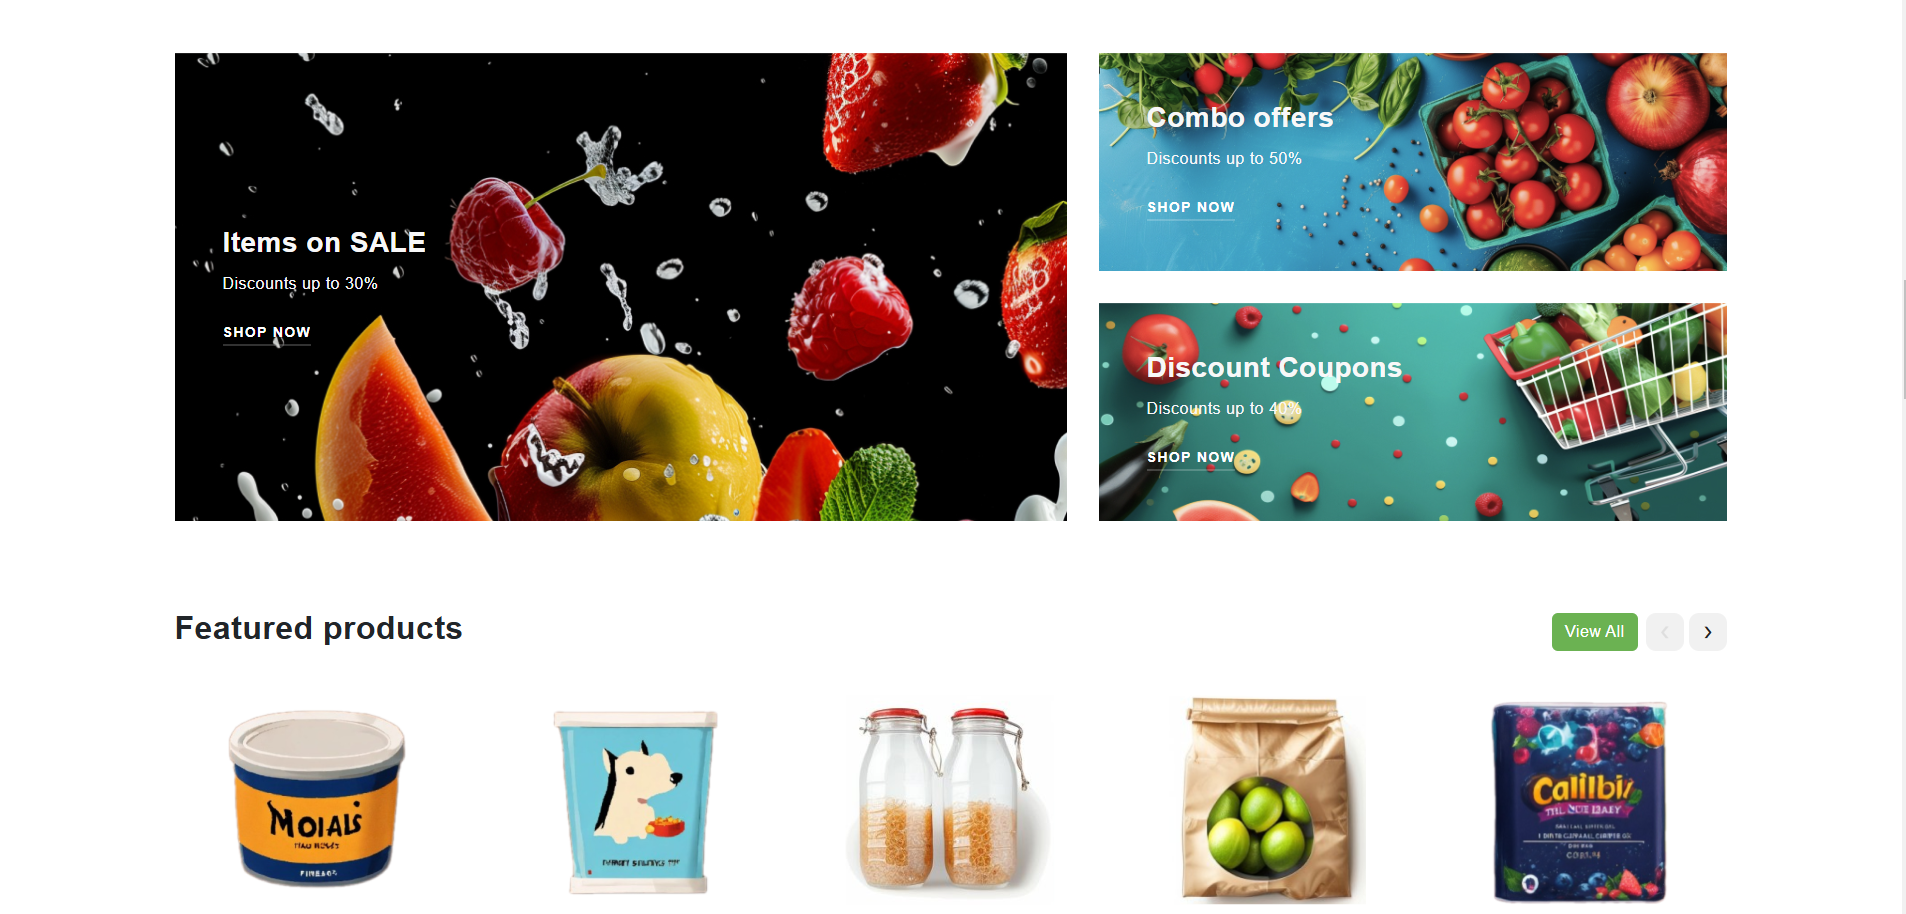 Items on SALE
Discounts up to 30%
SHOP NOW
Combo offers
Discounts up to 50%
SHOP NOW
Discount Coupons
Discounts up to 40%
SHOP NOW
Featured products
View All
MOIALS
Calilbi